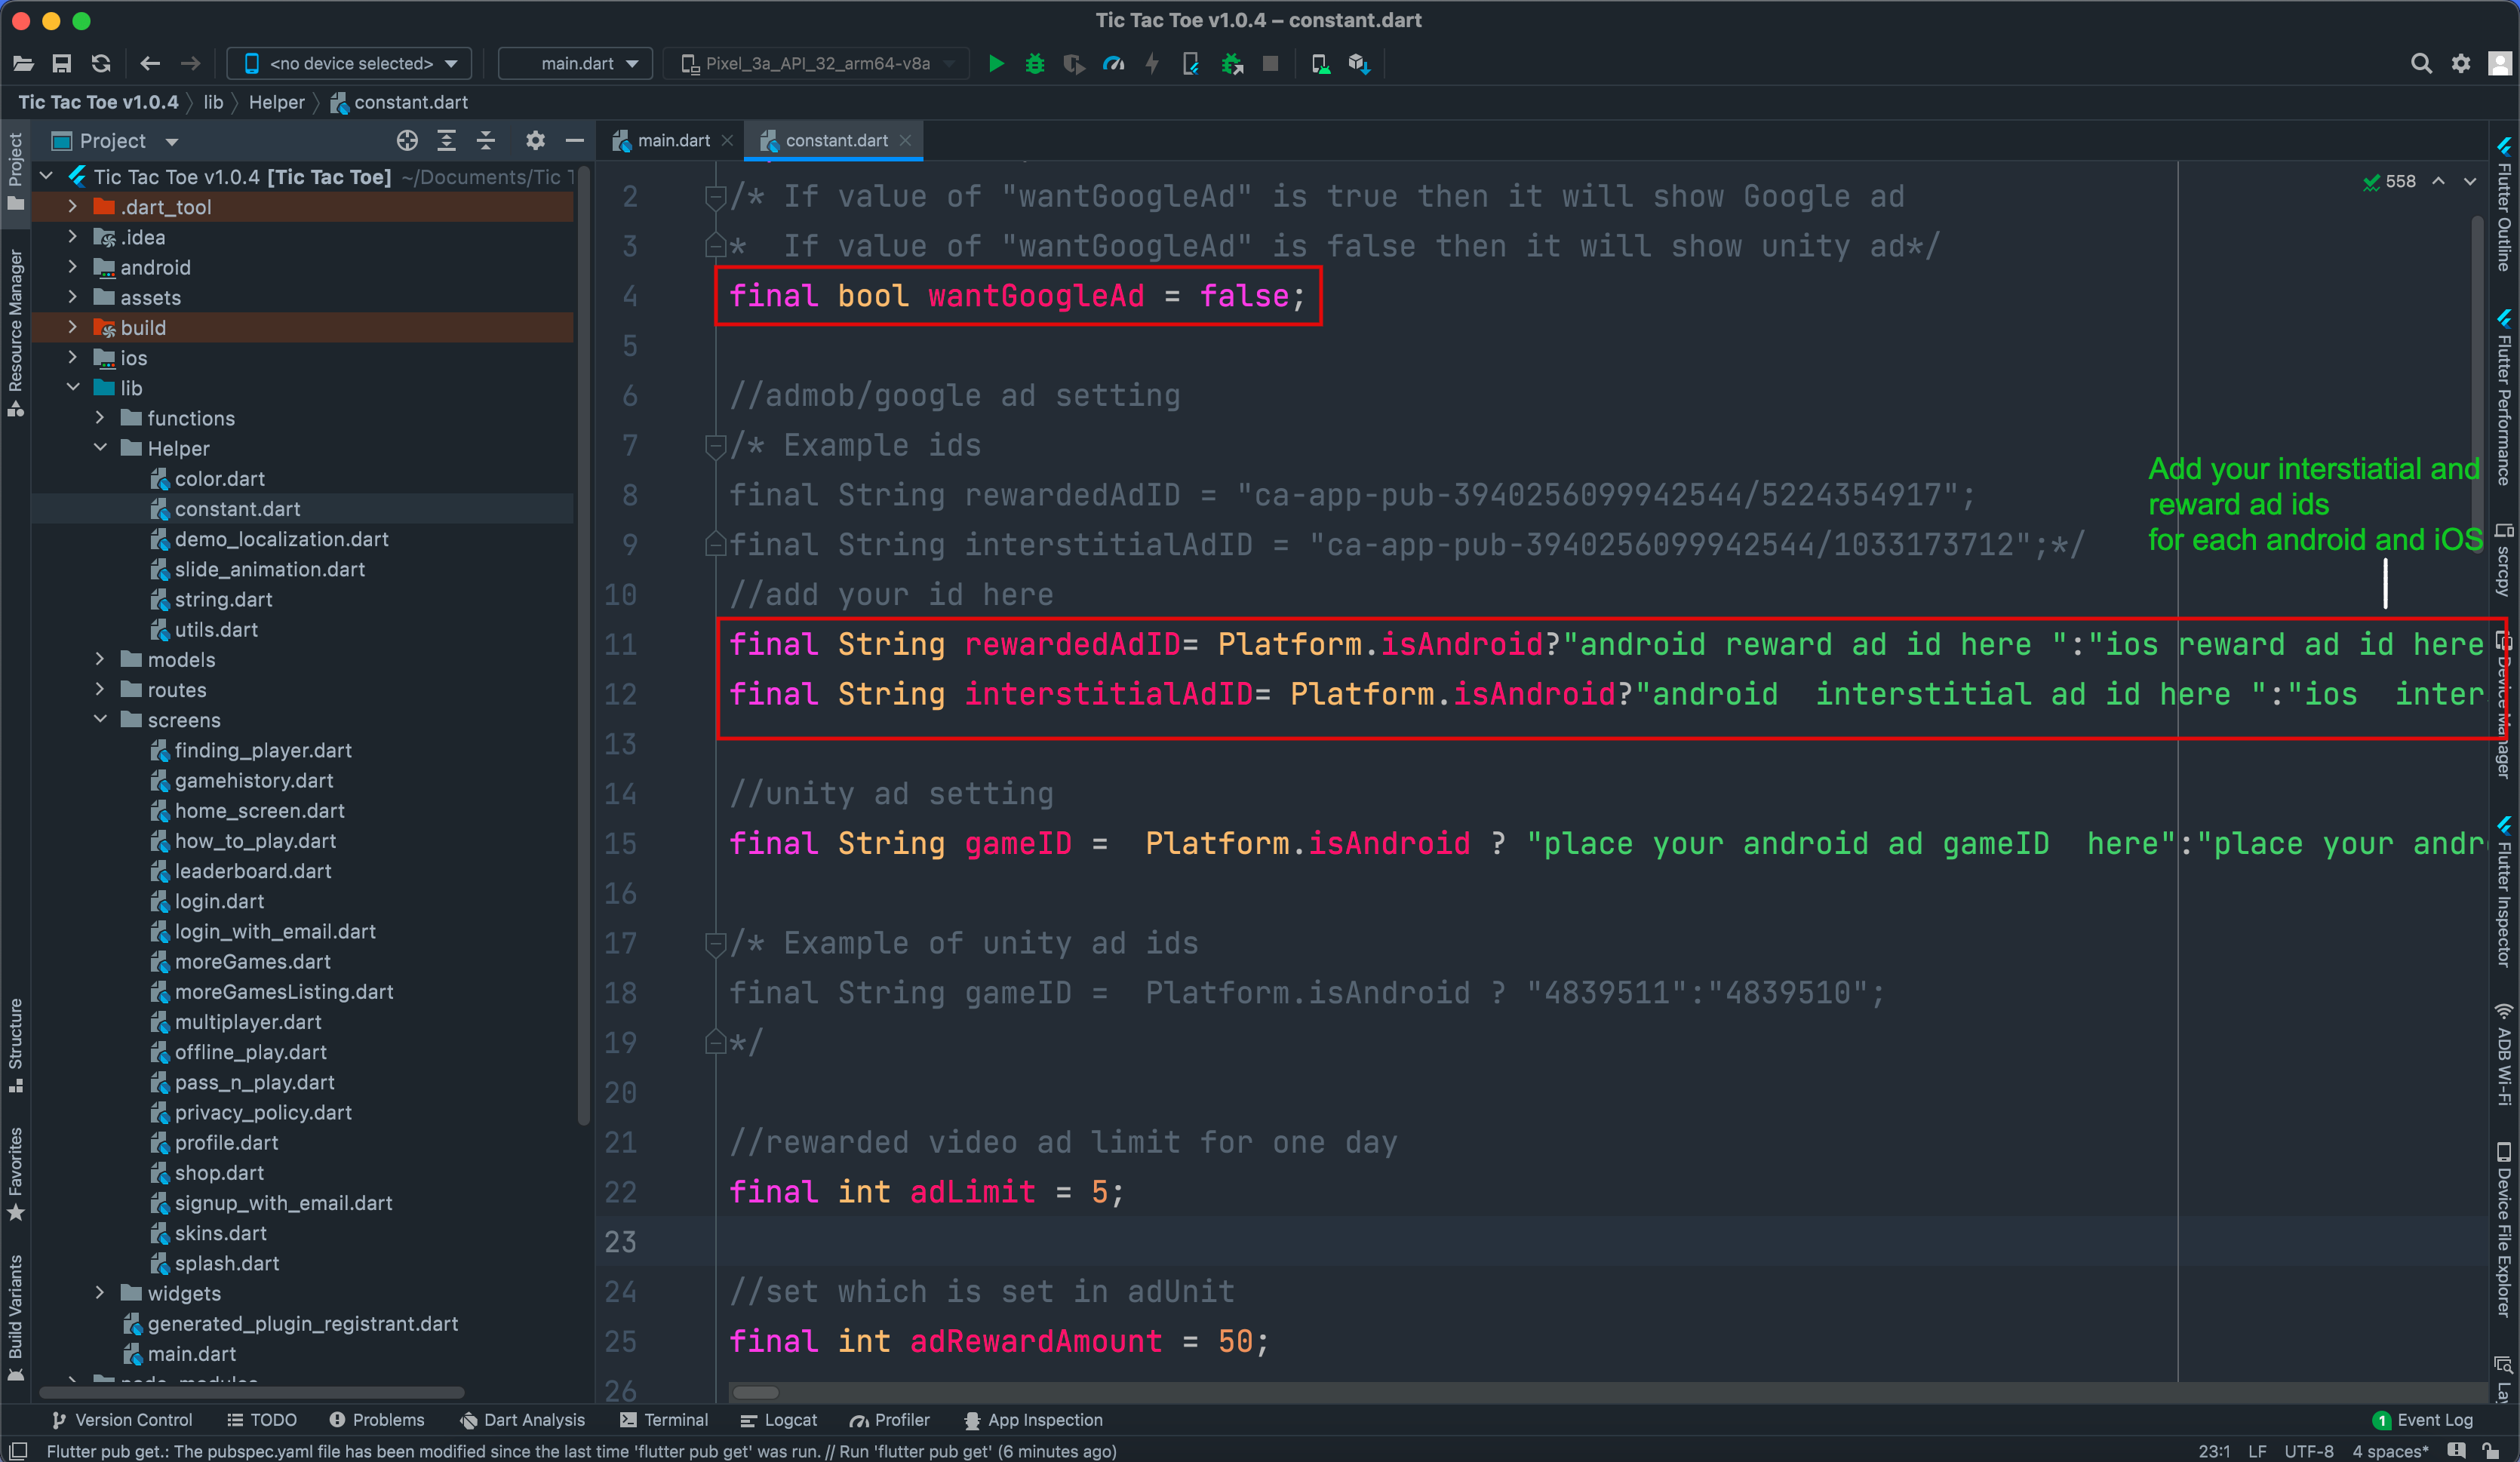 Tic Tac Toe v1.0.4 – constant.dart
<no device selected>
main.dart
Pixel_3a_API_32_arm64-v8a
Tic Tac Toe v1.0.4 lib Helper constant.dart
Project
Resource Manager
Structure
Favorites
Build Variants
Project
Tic Tac Toe v1.0.4 [Tic Tac Toe] ~/Documents/Tic T
.dart_tool
.idea
android
assets
build
ios
lib
functions
Helper
color.dart
constant.dart
demo_localization.dart
slide_animation.dart
string.dart
utils.dart
models
routes
screens
finding_player.dart
gamehistory.dart
home_screen.dart
how_to_play.dart
leaderboard.dart
login.dart
login_with_email.dart
moreGames.dart
moreGamesListing.dart
multiplayer.dart
offline_play.dart
pass_n_play.dart
privacy_policy.dart
profile.dart
shop.dart
signup_with_email.dart
skins.dart
splash.dart
widgets
generated_plugin_registrant.dart
main.dart
main.dart constant.dart
558
2 /* If value of "wantGoogleAd" is true then it will show Google ad
3 *  If value of "wantGoogleAd" is false then it will show unity ad*/
4 final bool wantGoogleAd = false;
5
6 //admob/google ad setting
7 /* Example ids
8 final String rewardedAdID = "ca-app-pub-3940256099942544/5224354917";
9 final String interstitialAdID = "ca-app-pub-3940256099942544/1033173712";*/
10 //add your id here
11 final String rewardedAdID= Platform.isAndroid?"android reward ad id here ":"ios reward ad id here
12 final String interstitialAdID= Platform.isAndroid?"android  interstitial ad id here ":"ios  inter
13
14 //unity ad setting
15 final String gameID =  Platform.isAndroid ? "place your android ad gameID  here":"place your andr
16
17 /* Example of unity ad ids
18 final String gameID =  Platform.isAndroid ? "4839511":"4839510";
19 */
20
21 //rewarded video ad limit for one day
22 final int adLimit = 5;
23
24 //set which is set in adUnit
25 final int adRewardAmount = 50;
26
Add your interstiatial and
reward ad ids
for each android and iOS
Flutter Outline
Flutter Performance
scrcpy
Device Manager
Flutter Inspector
ADB Wi-Fi
Device File Explorer
Version Control TODO Problems Dart Analysis Terminal Logcat Profiler App Inspection
1 Event Log
Flutter pub get.: The pubspec.yaml file has been modified since the last time 'flutter pub get' was run. // Run 'flutter pub get' (6 minutes ago)
23:1 LF UTF-8 4 spaces*